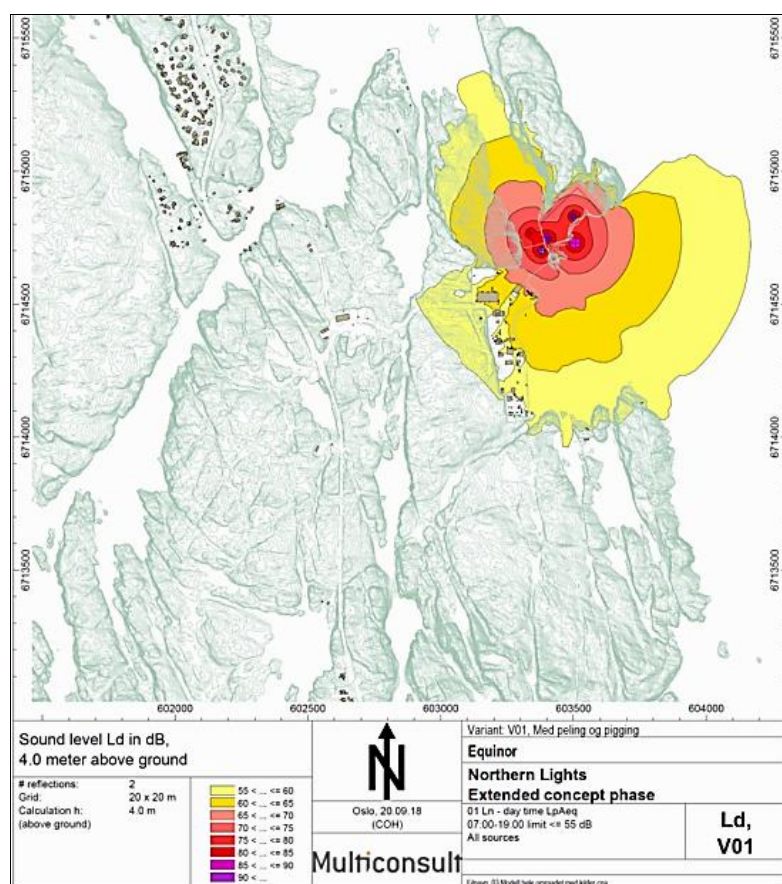 6715500
6715500
6715000
6715000
6714500
6714500
6714000
6714000
6713500
6713500
602000
602500
603000
603500
604000
Sound level Ld in dB,
4.0 meter above ground
# reflections: 2
Grid: 20 x 20 m
Calculation h: 4.0 m
(above ground)
55 < ... <= 60
60 < ... <= 65
65 < ... <= 70
70 < ... <= 75
75 < ... <= 80
80 < ... <= 85
85 < ... <= 90
90 < ...
N
Oslo, 20.09.18
(COH)
Multiconsult
Variant: V01, Med peling og pigging
Equinor
Northern Lights
Extended concept phase
01 Ln - day time LpAeq
07:00-19.00 limit <= 55 dB
All sources
Ld,
V01